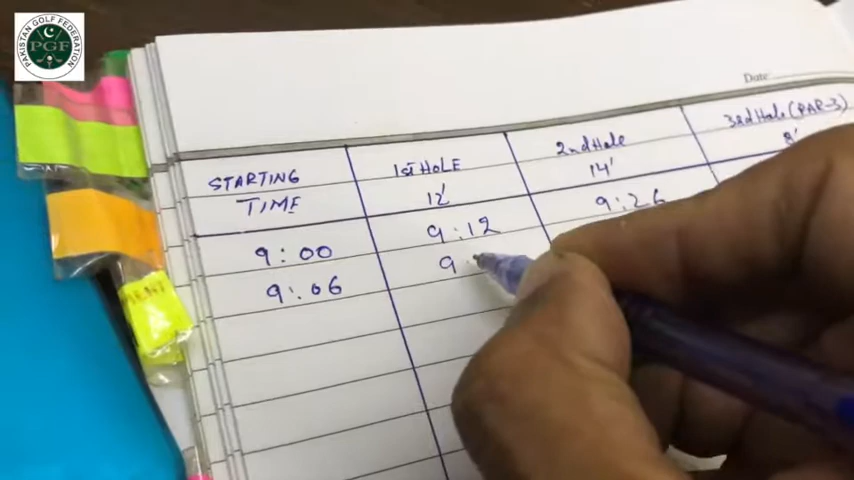 PAKISTAN GOLF FEDERATION
PGF
Date
STARTING TIME
1st HOLE
12'
2nd Hole
14'
3rd Hole (PAR-3)
8'
9:00
9:12
9:26
9:06
9: